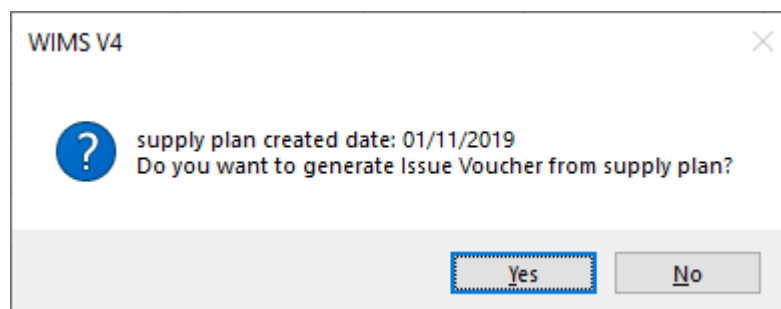 WIMS V4
supply plan created date: 01/11/2019
Do you want to generate Issue Voucher from supply plan?
Yes
No